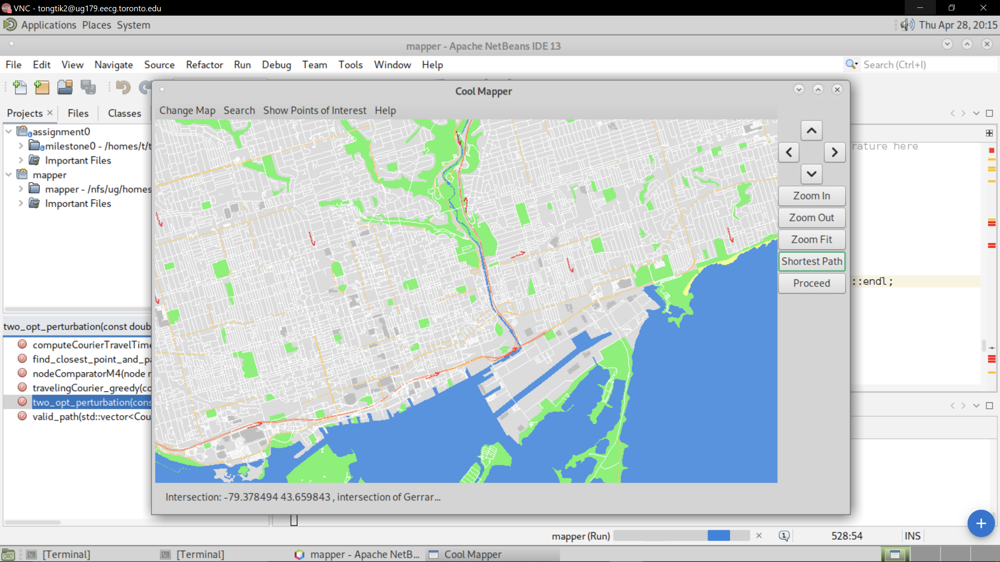 VNC - tongtik2@ug179.eecg.toronto.edu
Applications Places System
Thu Apr 28, 20:15
mapper - Apache NetBeans IDE 13
File Edit View Navigate Source Refactor Run Debug Team Tools Window Help
Search (Ctrl+I)
Cool Mapper
Change Map Search Show Points of Interest Help
Projects Files Classes
assignment0
milestone0 - /homes/t/t
Important Files
mapper
mapper - /nfs/ug/homes
Important Files
rature here
Zoom In
Zoom Out
Zoom Fit
Shortest Path
Proceed
::endl;
two_opt_perturbation(const doub
computeCourierTravelTime
find_closest_point_and_pa
nodeComparatorM4(node r
travelingCourier_greedy(co
two_opt_perturbation(cons
valid_path(std::vector<Cou
Intersection: -79.378494 43.659843 , intersection of Gerrar...
mapper (Run)
1
528:54
INS
[Terminal]
[Terminal]
mapper - Apache NetB...
Cool Mapper